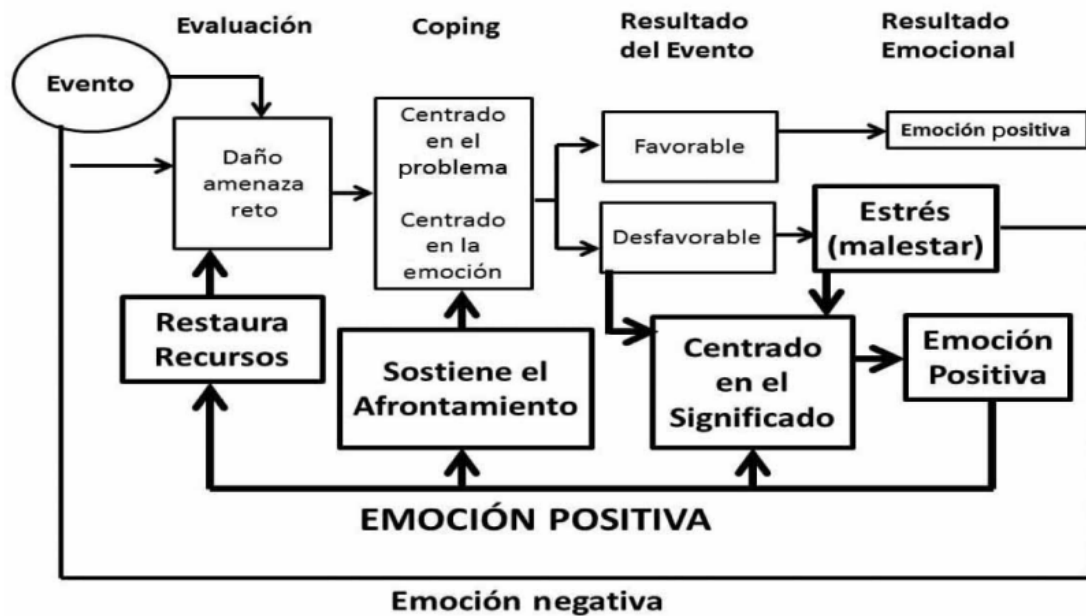 Evaluación
Coping
Resultado
del Evento
Resultado
Emocional
Evento
Daño
amenaza
reto
Centrado
en el
problema
Centrado
en la
emoción
Favorable
Emoción positiva
Desfavorable
Estrés
(malestar)
Restaura
Recursos
Sostiene el
Afrontamiento
Centrado
en el
Significado
Emoción
Positiva
EMOCIÓN POSITIVA
Emoción negativa